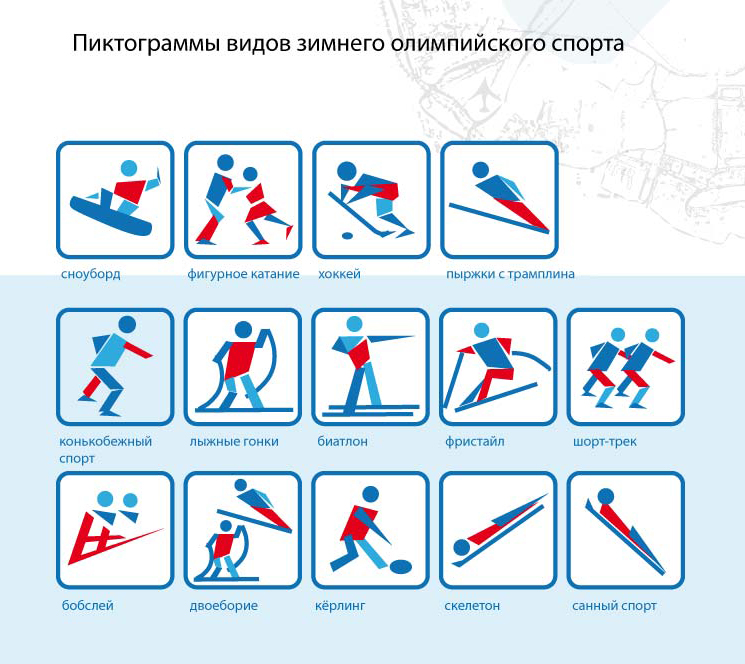 Пиктограммы видов зимнего олимпийского спорта
сноуборд
фигурное катание
хоккей
пыржки с трамплина
конькобежный
спорт
лыжные гонки
биатлон
фристайл
шорт-трек
бобслей
двоеборие
кёрлинг
скелетон
санный спорт